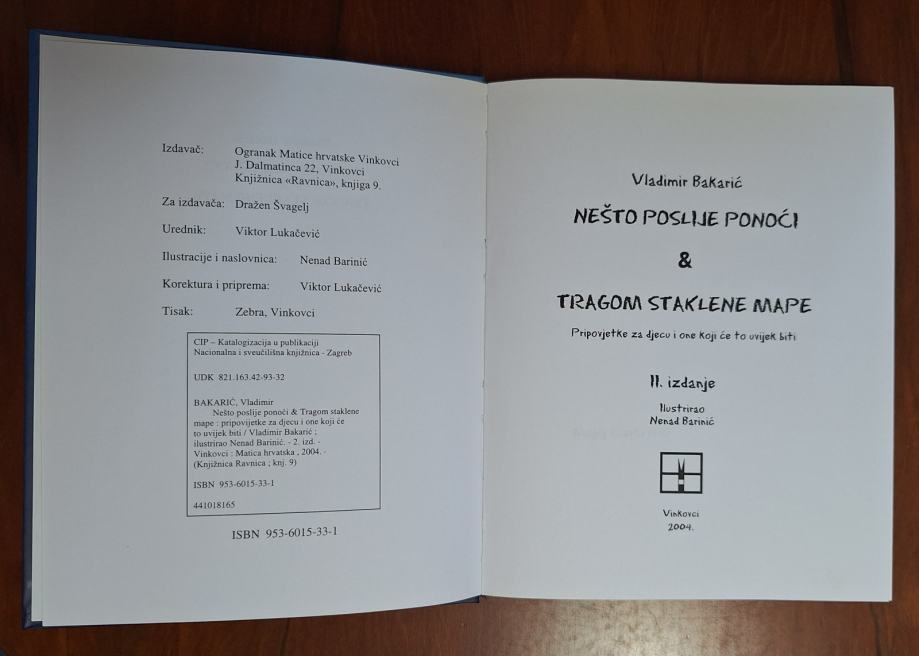 Izdavač: Ogranak Matice hrvatske Vinkovci
J. Dalmatinca 22, Vinkovci
Knjižnica «Ravnica», knjiga 9.
Za izdavača: Dražen Švagelj
Urednik: Viktor Lukačević
Ilustracije i naslovnica: Nenad Barinić
Korektura i priprema: Viktor Lukačević
Tisak: Zebra, Vinkovci
CIP – Katalogizacija u publikaciji
Nacionalna i sveučilišna knjižnica - Zagreb
UDK 821.163.42-93-32
BAKARIĆ, Vladimir
Nešto poslije ponoći & Tragom staklene
mape : pripovijetke za djecu i one koji će
to uvijek biti / Vladimir Bakarić ;
ilustrirao Nenad Barinić. - 2. izd. -
Vinkovci : Matica hrvatska , 2004. -
(Knjižnica Ravnica ; knj. 9)
ISBN 953-6015-33-1
441018165
ISBN 953-6015-33-1
Vladimir Bakarić
NEŠTO POSLIJE PONOĆI
&
TRAGOM STAKLENE MAPE
Pripovjetke za djecu i one koji će to uvijek biti
II. izdanje
Ilustrirao
Nenad Barinić
Vinkovci
2004.